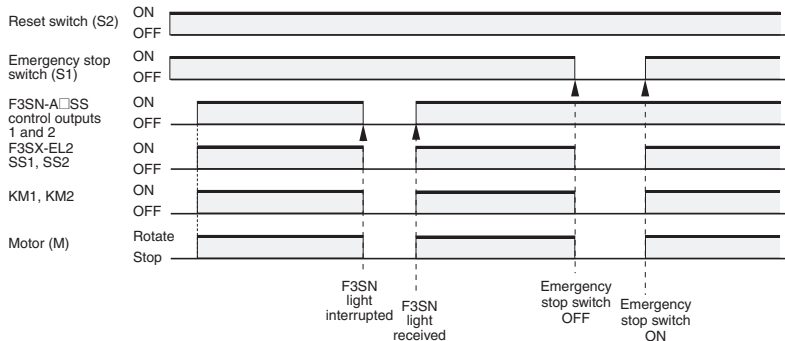 Reset switch (S2)
ON
OFF
Emergency stop
switch (S1)
ON
OFF
F3SN-A□SS
control outputs
1 and 2
ON
OFF
F3SX-EL2
SS1, SS2
ON
OFF
KM1, KM2
ON
OFF
Motor (M)
Rotate
Stop
F3SN
light
interrupted
F3SN
light
received
Emergency
stop switch
OFF
Emergency
stop switch
ON